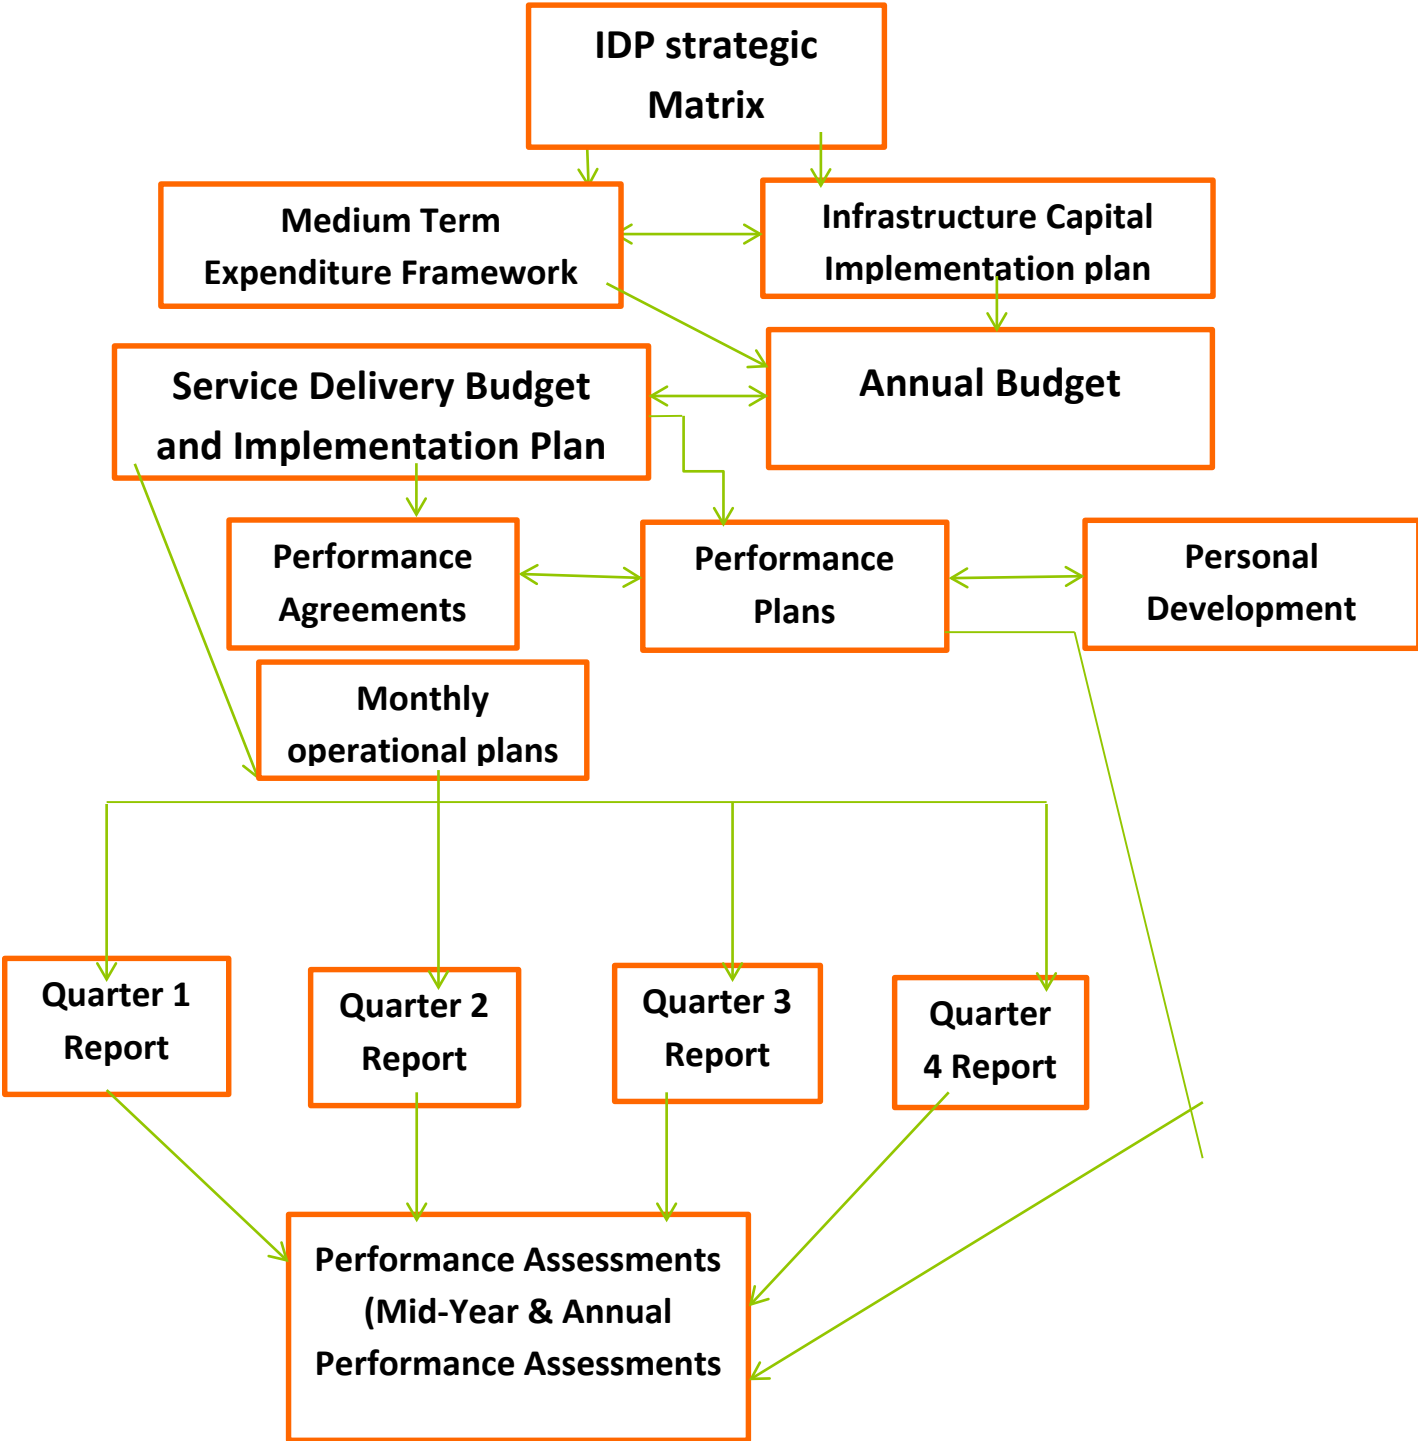 IDP strategic
Matrix
Medium Term
Expenditure Framework
Infrastructure Capital
Implementation plan
Service Delivery Budget
and Implementation Plan
Annual Budget
Performance
Agreements
Performance
Plans
Personal
Development
Monthly
operational plans
Quarter 1
Report
Quarter 2
Report
Quarter 3
Report
Quarter
4 Report
Performance Assessments
(Mid-Year & Annual
Performance Assessments